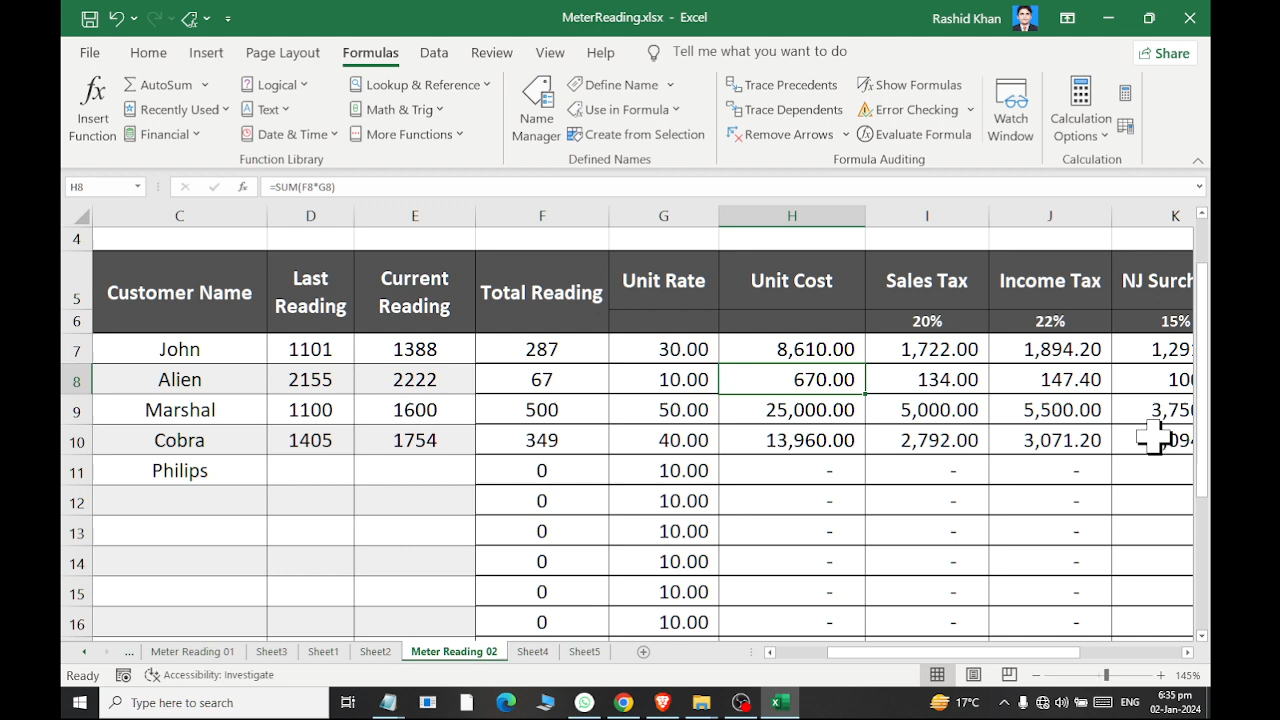 MeterReading.xlsx - Excel
Rashid Khan
File Home Insert Page Layout Formulas Data Review View Help Tell me what you want to do Share
Insert Function
AutoSum
Recently Used
Financial
Logical
Text
Date & Time
Lookup & Reference
Math & Trig
More Functions
Function Library
Name Manager
Define Name
Use in Formula
Create from Selection
Defined Names
Trace Precedents
Trace Dependents
Remove Arrows
Show Formulas
Error Checking
Evaluate Formula
Formula Auditing
Watch Window
Calculation Options
Calculation
H8 fx =SUM(F8*G8)
C D E F G H I J K
4
5 Customer Name Last Reading Current Reading Total Reading Unit Rate Unit Cost Sales Tax Income Tax NJ Surch
6 20% 22% 15%
7 John 1101 1388 287 30.00 8,610.00 1,722.00 1,894.20 1,29
8 Alien 2155 2222 67 10.00 670.00 134.00 147.40 10
9 Marshal 1100 1600 500 50.00 25,000.00 5,000.00 5,500.00 3,75
10 Cobra 1405 1754 349 40.00 13,960.00 2,792.00 3,071.20
11 Philips 0 10.00 - - -
12 0 10.00 - - -
13 0 10.00 - - -
14 0 10.00 - - -
15 0 10.00 - - -
16 0 10.00 - - -
... Meter Reading 01 Sheet3 Sheet1 Sheet2 Meter Reading 02 Sheet4 Sheet5
Ready Accessibility: Investigate 145%
Type here to search 17°C ENG 6:35 pm
02-Jan-2024